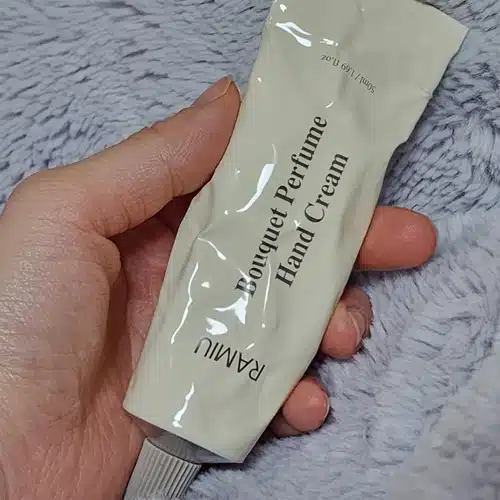 50ml / 1.69 fl.oz
Bouquet Perfume
Hand Cream
RAMIU